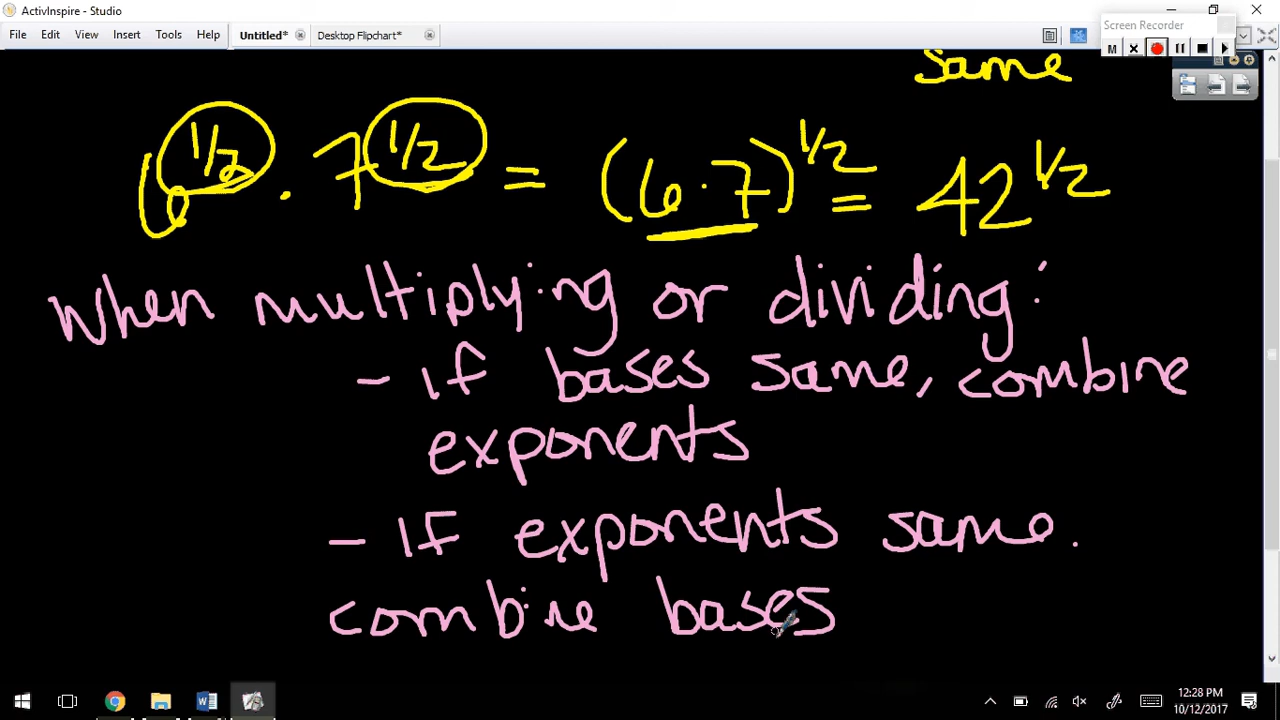 ActivInspire - Studio
Screen Recorder
File Edit View Insert Tools Help Untitled* Desktop Flipchart*
M X
same
6^1/2 · 7^1/2 = (6·7)^1/2 = 42^1/2
When multiplying or dividing:
- if bases same, combine
exponents
- if exponents same.
combine bases
12:28 PM
10/12/2017